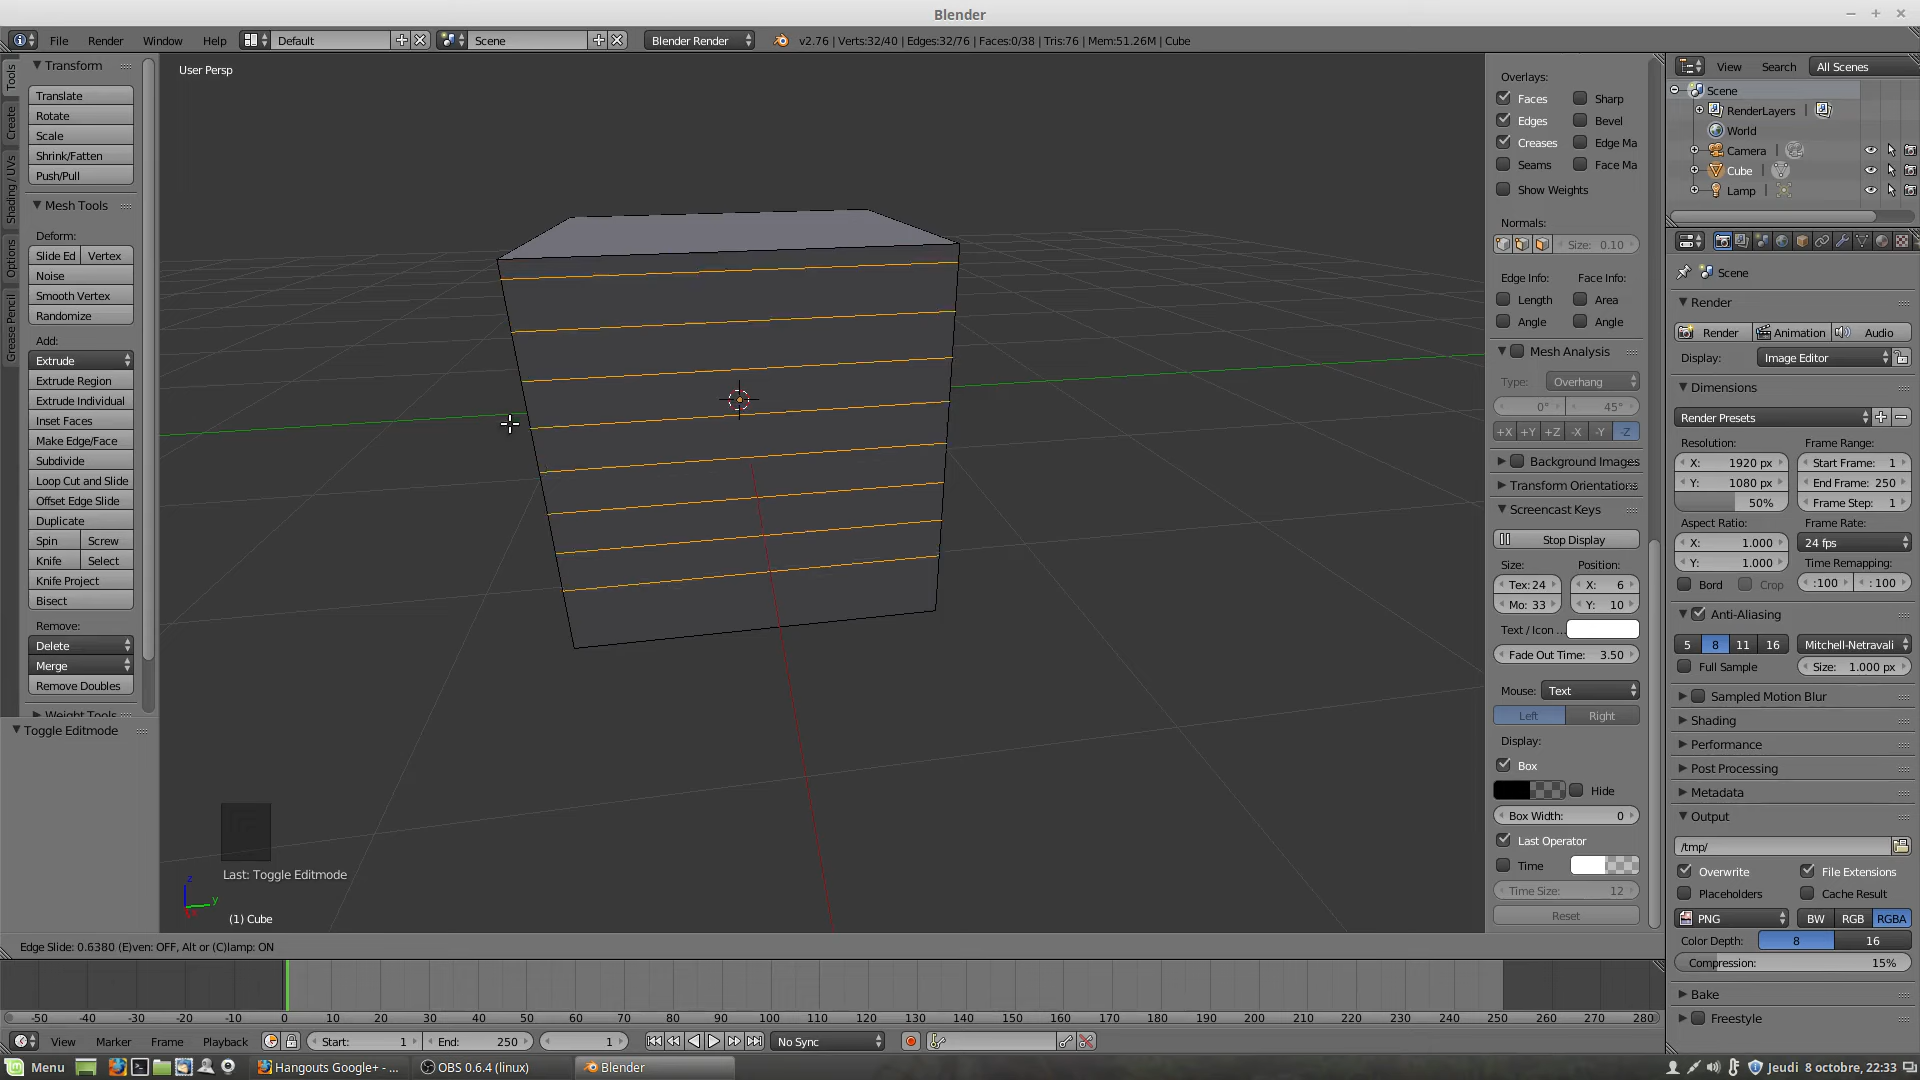 Blender
File Render Window Help Default Scene Blender Render v2.76 | Verts:32/40 | Edges:32/76 | Faces:0/38 | Tris:76 | Mem:51.26M | Cube
Tools
Create
Shading / UVs
Options
Grease Pencil
Transform
Translate
Rotate
Scale
Shrink/Fatten
Push/Pull
Mesh Tools
Deform:
Slide Ed Vertex
Noise
Smooth Vertex
Randomize
Add:
Extrude
Extrude Region
Extrude Individual
Inset Faces
Make Edge/Face
Subdivide
Loop Cut and Slide
Offset Edge Slide
Duplicate
Spin Screw
Knife Select
Knife Project
Bisect
Remove:
Delete
Merge
Remove Doubles
Weight Tools
Toggle Editmode
User Persp
Last: Toggle Editmode
z
y
(1) Cube
Edge Slide: 0.6380 (E)ven: OFF, Alt or (C)lamp: ON
Overlays:
Faces Sharp
Edges Bevel
Creases Edge Ma
Seams Face Ma
Show Weights
Normals:
Size: 0.10
Edge Info: Face Info:
Length Area
Angle Angle
Mesh Analysis
Type: Overhang
0° 45°
+X +Y +Z -X -Y -Z
Background Images
Transform Orientations
Screencast Keys
Stop Display
Size: Position:
Tex: 24 X: 6
Mo: 33 Y: 10
Text / Icon ...
Fade Out Time: 3.50
Mouse: Text
Left Right
Display:
Box
Hide
Box Width: 0
Last Operator
Time
Time Size: 12
Reset
View Search All Scenes
Scene
RenderLayers |
World
Camera |
Cube |
Lamp |
Scene
Render
Render Animation Audio
Display: Image Editor
Dimensions
Render Presets
Resolution: Frame Range:
X: 1920 px Start Frame: 1
Y: 1080 px End Frame: 250
50% Frame Step: 1
Aspect Ratio: Frame Rate:
X: 1.000 24 fps
Y: 1.000 Time Remapping:
Bord Crop :100 : 100
Anti-Aliasing
5 8 11 16 Mitchell-Netravali
Full Sample Size: 1.000 px
Sampled Motion Blur
Shading
Performance
Post Processing
Metadata
Output
/tmp/
Overwrite File Extensions
Placeholders Cache Result
PNG BW RGB RGBA
Color Depth: 8 16
Compression: 15%
Bake
Freestyle
-50 -40 -30 -20 -10 0 10 20 30 40 50 60 70 80 90 100 110 120 130 140 150 160 170 180 190 200 210 220 230 240 250 260 270 280
View Marker Frame Playback Start: 1 End: 250 1 No Sync
Menu Hangouts Google+ - ... OBS 0.6.4 (linux) Blender Jeudi 8 octobre, 22:33